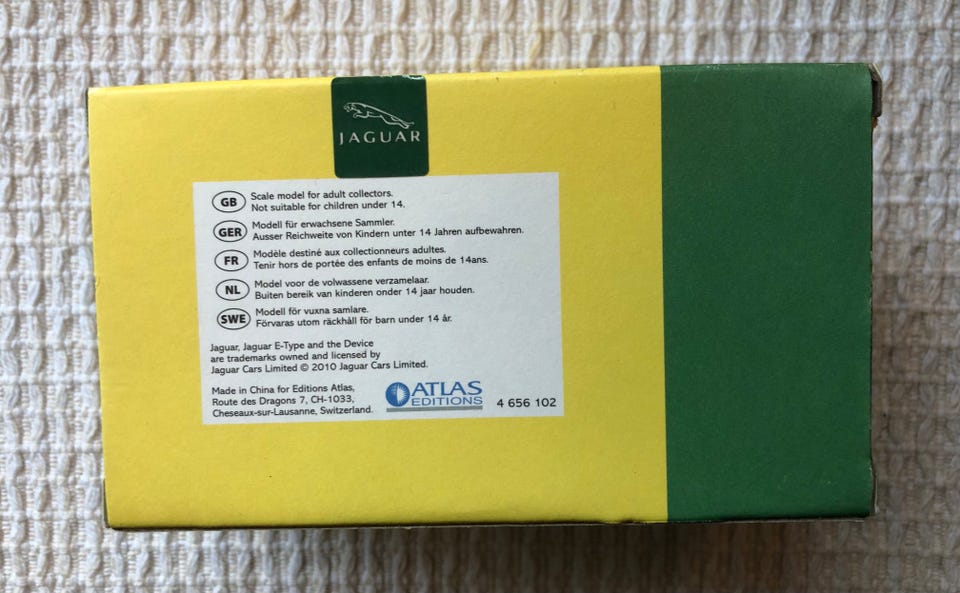 JAGUAR
GB Scale model for adult collectors.
Not suitable for children under 14.
GER Modell für erwachsene Sammler.
Ausser Reichweite von Kindern unter 14 Jahren aufbewahren.
FR Modèle destiné aux collectionneurs adultes.
Tenir hors de portée des enfants de moins de 14ans.
NL Model voor de volwassene verzamelaar.
Buiten bereik van kinderen onder 14 jaar houden.
SWE Modell för vuxna samlare.
Förvaras utom räckhåll för barn under 14 år.
Jaguar, Jaguar E-Type and the Device
are trademarks owned and licensed by
Jaguar Cars Limited © 2010 Jaguar Cars Limited.
Made in China for Editions Atlas,
Route des Dragons 7, CH-1033,
Cheseaux-sur-Lausanne, Switzerland.
ATLAS
EDITIONS
4 656 102